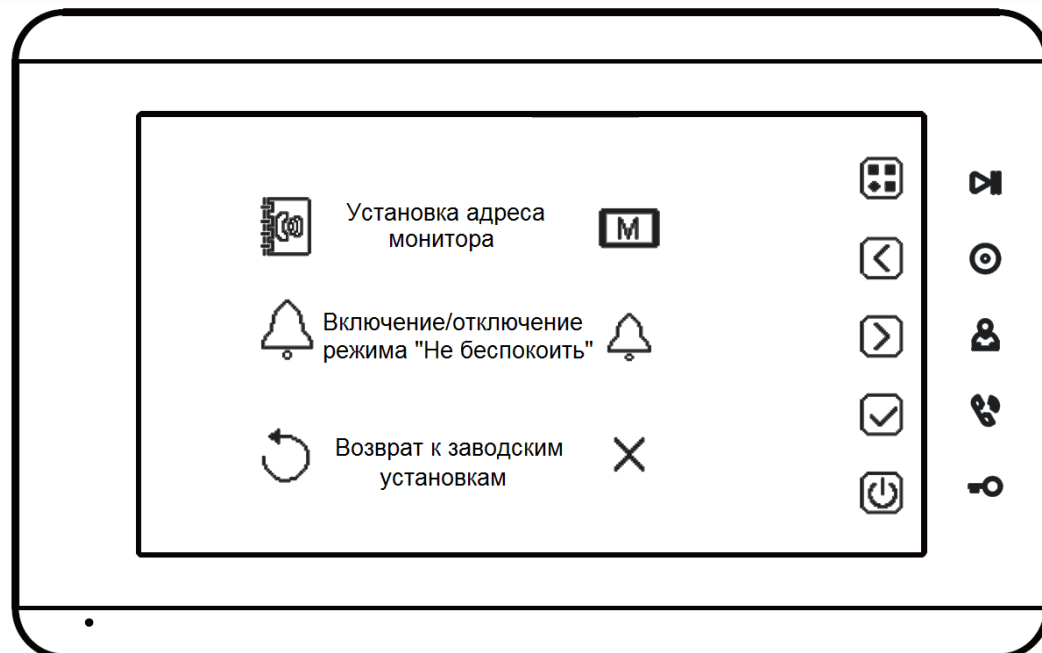 Установка адреса
монитора
M
Включение/отключение
режима "Не беспокоить"
Возврат к заводским
установкам